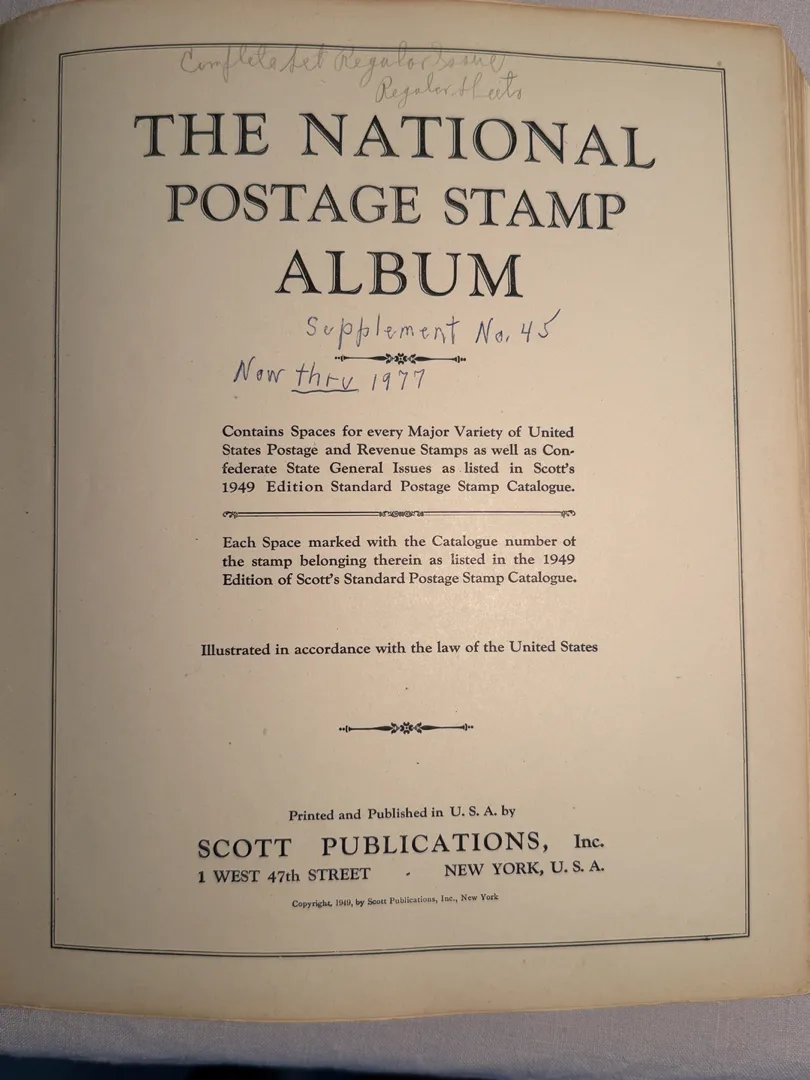 Complete set Regular Issue
Regular sheets
THE NATIONAL
POSTAGE STAMP
ALBUM
Supplement No. 45
Now thru 1977
Contains Spaces for every Major Variety of United
States Postage and Revenue Stamps as well as Con-
federate State General Issues as listed in Scott's
1949 Edition Standard Postage Stamp Catalogue.
Each Space marked with the Catalogue number of
the stamp belonging therein as listed in the 1949
Edition of Scott's Standard Postage Stamp Catalogue.
Illustrated in accordance with the law of the United States
Printed and Published in U. S. A. by
SCOTT PUBLICATIONS, Inc.
1 WEST 47th STREET - NEW YORK, U. S. A.
Copyright, 1949, by Scott Publications, Inc., New York